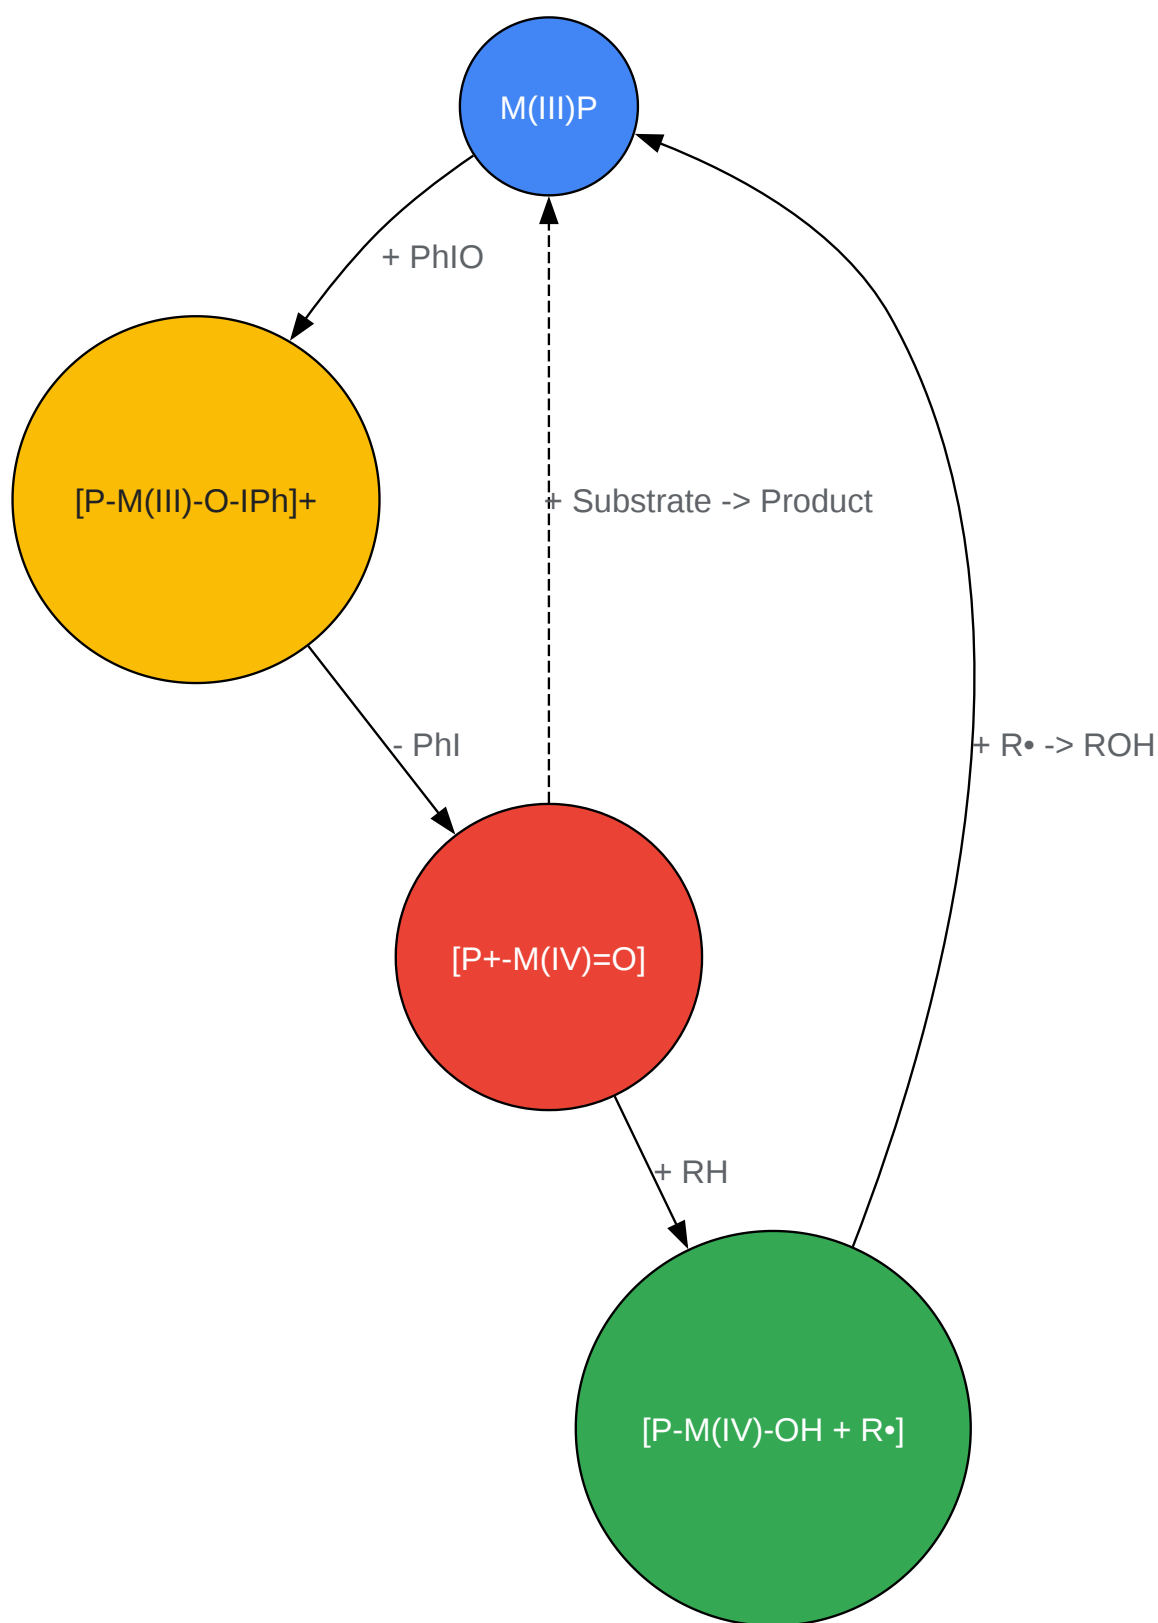 M(III)P
+ PhIO
[P-M(III)-O-IPh]+
+ Substrate -> Product
- PhI
+ R• -> ROH
[P+-M(IV)=O]
+ RH
[P-M(IV)-OH + R•]